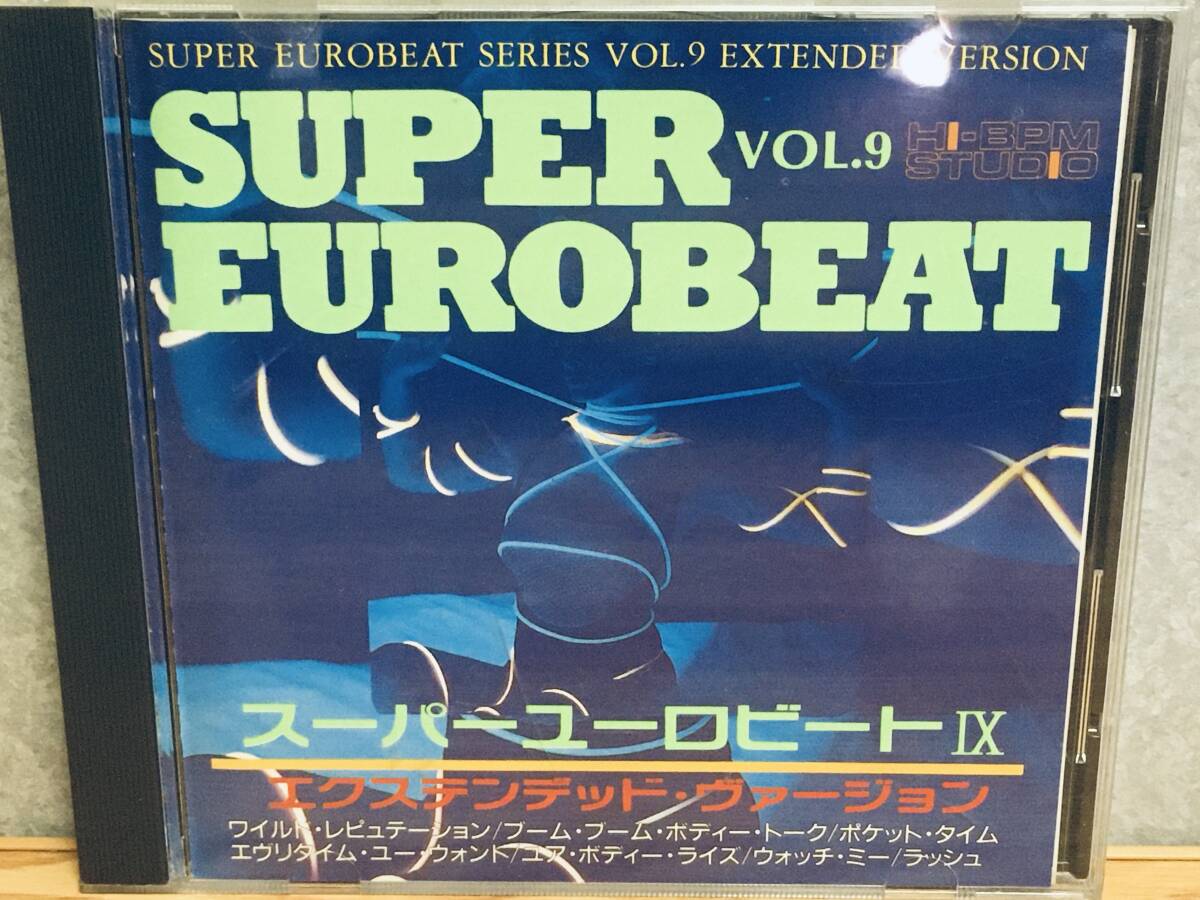 SUPER EUROBEAT SERIES VOL.9 EXTENDED VERSION
SUPER VOL.9
HI-BPM
STUDIO
EUROBEAT
スーパーユーロビートⅨ
エクステンデッド・ヴァージョン
ワイルド・レピュテーション/ブーム・ブーム・ボディー・トーク/ポケット・タイム
エヴリタイム・ユー・ウォント/ユア・ボディー・ライズ/ウォッチ・ミー/ラッシュ